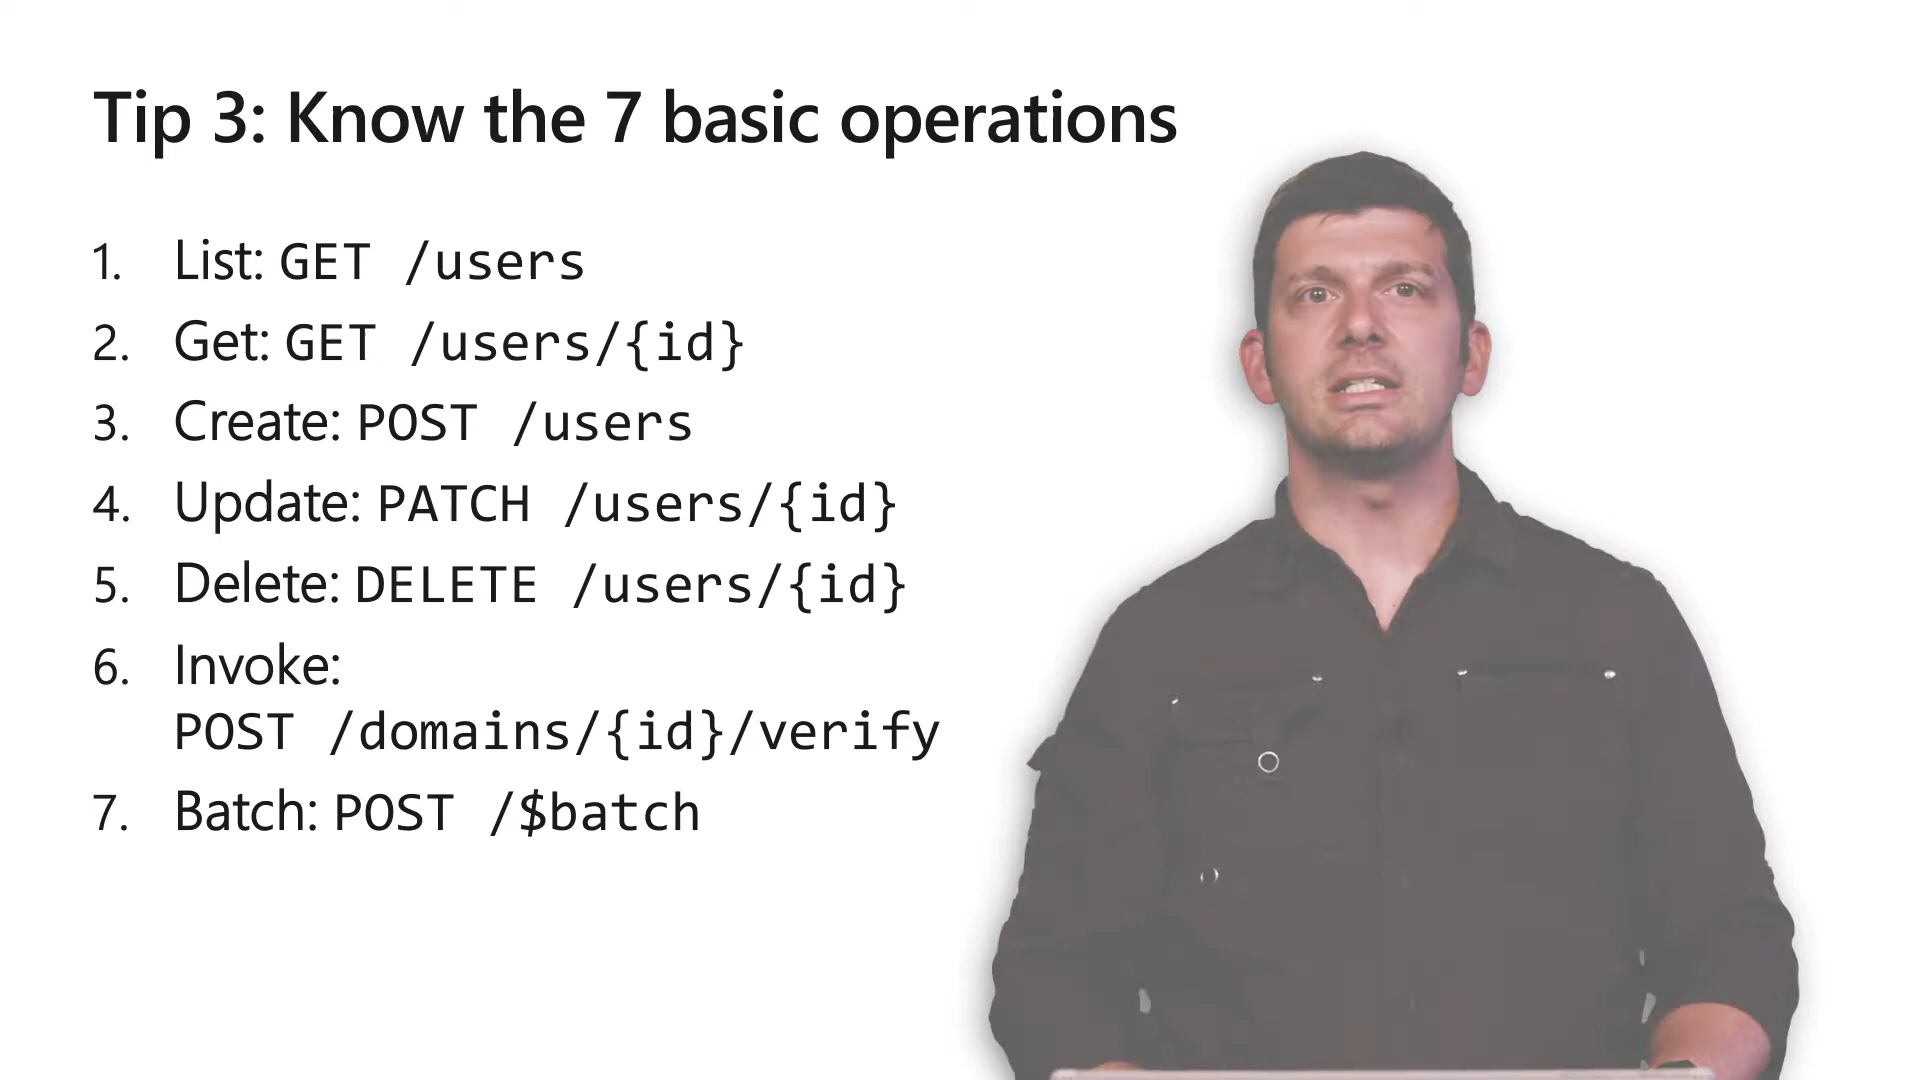 Tip 3: Know the 7 basic operations
1. List: GET /users
2. Get: GET /users/{id}
3. Create: POST /users
4. Update: PATCH /users/{id}
5. Delete: DELETE /users/{id}
6. Invoke:
POST /domains/{id}/verify
7. Batch: POST /$batch